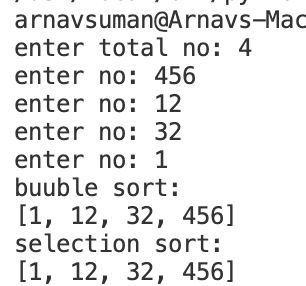 arnavsuman@Arnavs-Mac
enter total no: 4
enter no: 456
enter no: 12
enter no: 32
enter no: 1
buuble sort:
[1, 12, 32, 456]
selection sort:
[1, 12, 32, 456]